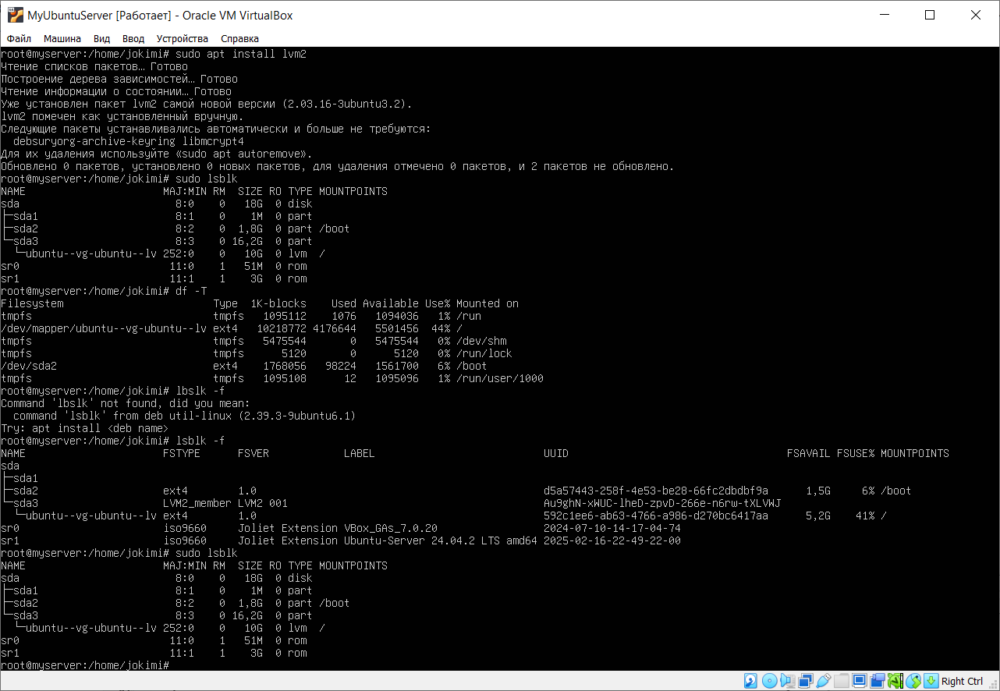 MyUbuntuServer [Работает] - Oracle VM VirtualBox
Файл Машина Вид Ввод Устройства Справка
root@myserver:/home/jokimi# sudo apt install lvm2
Чтение списков пакетов… Готово
Построение дерева зависимостей… Готово
Чтение информации о состоянии… Готово
Уже установлен пакет lvm2 самой новой версии (2.03.16-3ubuntu3.2).
lvm2 помечен как установленный вручную.
Следующие пакеты устанавливались автоматически и больше не требуются:
  debsuryorg-archive-keyring libmcrypt4
Для их удаления используйте «sudo apt autoremove».
Обновлено 0 пакетов, установлено 0 новых пакетов, для удаления отмечено 0 пакетов, и 2 пакетов не обновлено.
root@myserver:/home/jokimi# sudo lsblk
NAME                      MAJ:MIN RM  SIZE RO TYPE MOUNTPOINTS
sda                         8:0    0   18G  0 disk
├─sda1                      8:1    0    1M  0 part
├─sda2                      8:2    0  1,8G  0 part /boot
└─sda3                      8:3    0 16,2G  0 part
  └─ubuntu--vg-ubuntu--lv 252:0    0   10G  0 lvm  /
sr0                        11:0    1   51M  0 rom
sr1                        11:1    1    3G  0 rom
root@myserver:/home/jokimi# df -T
Filesystem                        Type  1K-blocks    Used Available Use% Mounted on
tmpfs                             tmpfs   1095112    1076   1094036   1% /run
/dev/mapper/ubuntu--vg-ubuntu--lv ext4   10218772 4176644   5501456  44% /
tmpfs                             tmpfs   5475544       0   5475544   0% /dev/shm
tmpfs                             tmpfs      5120       0      5120   0% /run/lock
/dev/sda2                         ext4    1768056   98224   1561700   6% /boot
tmpfs                             tmpfs   1095108      12   1095096   1% /run/user/1000
root@myserver:/home/jokimi# lbslk -f
Command 'lbslk' not found, did you mean:
  command 'lsblk' from deb util-linux (2.39.3-9ubuntu6.1)
Try: apt install <deb name>
root@myserver:/home/jokimi# lsblk -f
NAME                      FSTYPE      FSVER            LABEL                           UUID                                   FSAVAIL FSUSE% MOUNTPOINTS
sda
├─sda1
├─sda2                    ext4        1.0                                              d5a57443-258f-4e53-be28-66fc2dbdbf9a      1,5G     6% /boot
└─sda3                    LVM2_member LVM2 001                                         Au9ghN-xWUC-lheD-zpvD-266e-n6rw-tXLVWJ
  └─ubuntu--vg-ubuntu--lv ext4        1.0                                              592c1ee6-ab63-4766-a986-d270bc6417aa      5,2G    41% /
sr0                       iso9660     Joliet Extension VBox_GAs_7.0.20                 2024-07-10-14-17-04-74
sr1                       iso9660     Joliet Extension Ubuntu-Server 24.04.2 LTS amd64 2025-02-16-22-49-22-00
root@myserver:/home/jokimi# sudo lsblk
NAME                      MAJ:MIN RM  SIZE RO TYPE MOUNTPOINTS
sda                         8:0    0   18G  0 disk
├─sda1                      8:1    0    1M  0 part
├─sda2                      8:2    0  1,8G  0 part /boot
└─sda3                      8:3    0 16,2G  0 part
  └─ubuntu--vg-ubuntu--lv 252:0    0   10G  0 lvm  /
sr0                        11:0    1   51M  0 rom
sr1                        11:1    1    3G  0 rom
root@myserver:/home/jokimi#
Right Ctrl